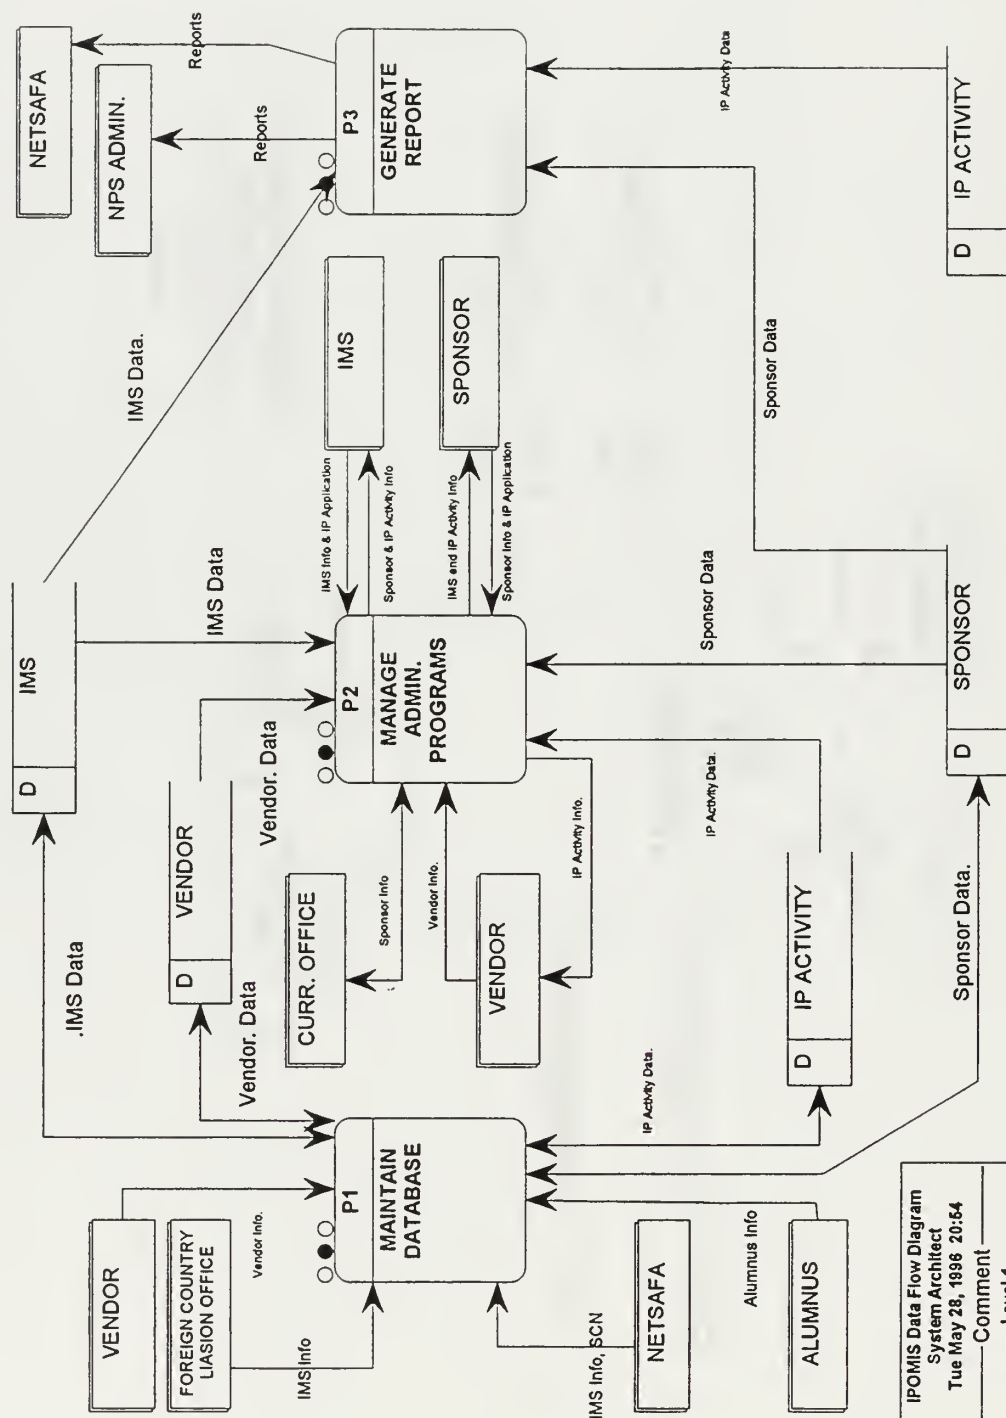 NETSAFA
NPS ADMIN.
Reports
Reports
P3
GENERATE
REPORT
IP Activity Data
D
IP ACTIVITY
IMS Data.
IMS
SPONSOR
IMS Info & IP Application
Sponsor & IP Activity Info
IMS and IP Activity Info
Sponsor Info & IP Application
Sponsor Data
D
IMS
IMS Data
P2
MANAGE
ADMIN.
PROGRAMS
Sponsor Data
D
SPONSOR
D
VENDOR
Vendor. Data
CURR. OFFICE
Sponsor Info
Vendor Info.
VENDOR
IP Activity Info.
IP Activity Data.
D
IP ACTIVITY
.IMS Data
Vendor. Data
IP Activity Data.
Sponsor Data.
VENDOR
FOREIGN COUNTRY
LIASION OFFICE
Vendor Info.
IMS Info
P1
MAINTAIN
DATABASE
IMS Info, SCN
NETSAFA
Alumnus Info
ALUMNUS
IPOMIS Data Flow Diagram
System Architect
Tue May 28, 1996 20:54
Comment